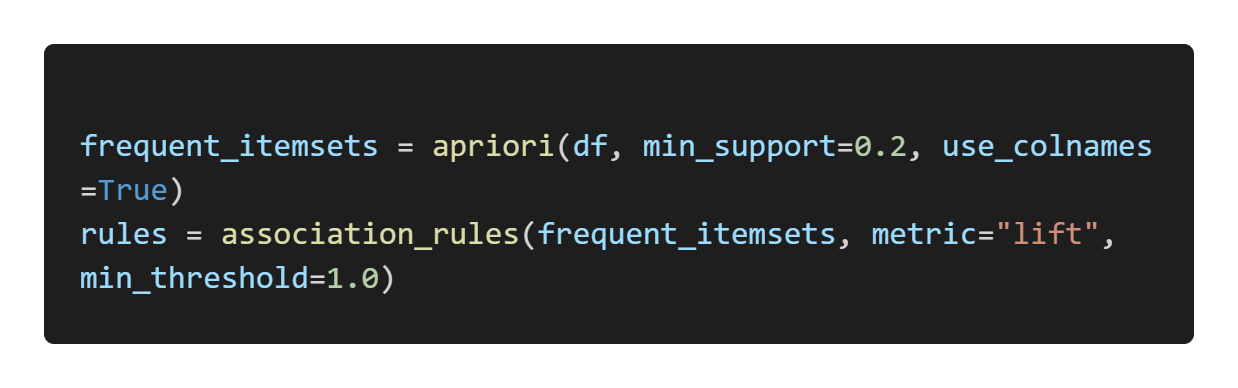 frequent_itemsets = apriori(df, min_support=0.2, use_colnames
=True)
rules = association_rules(frequent_itemsets, metric="lift",
min_threshold=1.0)